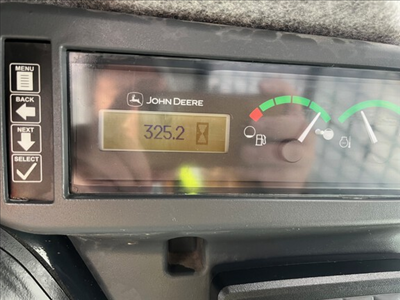 MENU
BACK
NEXT
SELECT
JOHN DEERE
325.2